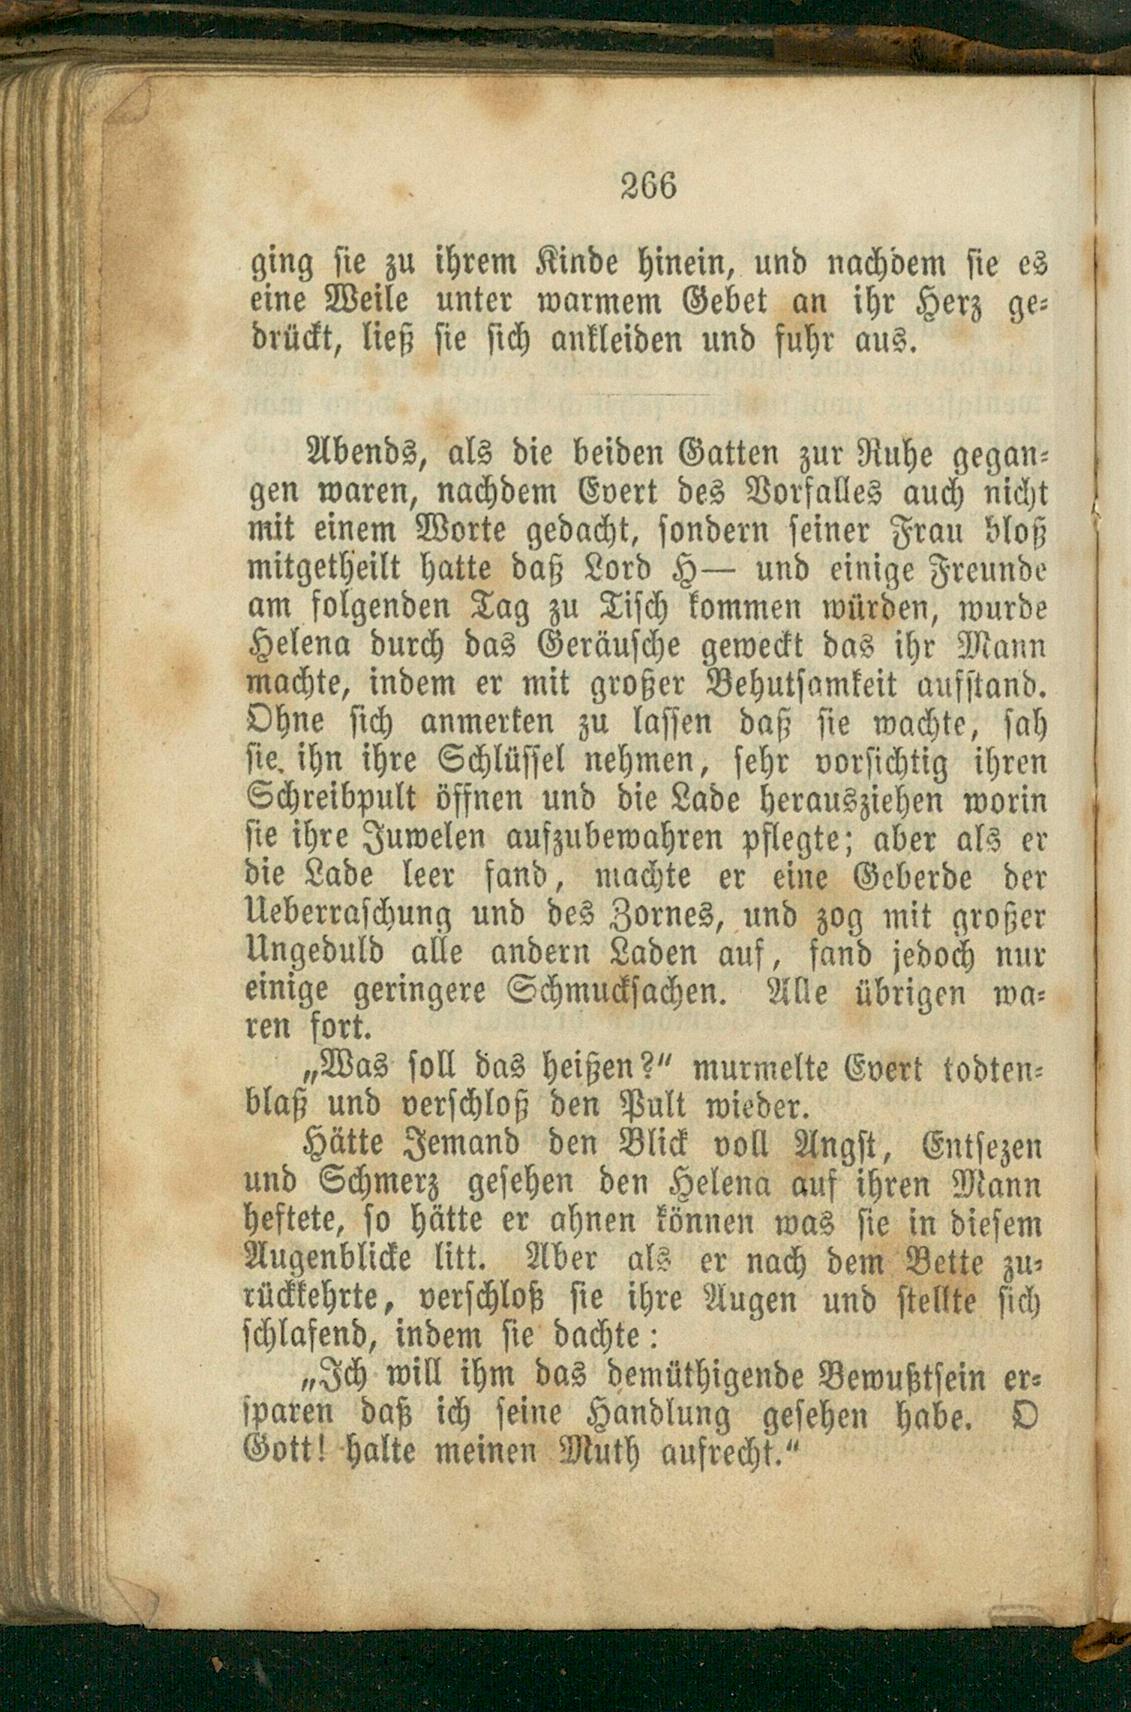 266
ging sie zu ihrem Kinde hinein, und nachdem sie es
eine Weile unter warmem Gebet an ihr Herz ge-
drückt, ließ sie sich ankleiden und fuhr aus.
Abends, als die beiden Gatten zur Ruhe gegan-
gen waren, nachdem Evert des Vorfalles auch nicht
mit einem Worte gedacht, sondern seiner Frau bloß
mitgetheilt hatte daß Lord H— und einige Freunde
am folgenden Tag zu Tisch kommen würden, wurde
Helena durch das Geräusche geweckt das ihr Mann
machte, indem er mit großer Behutsamkeit aufstand.
Ohne sich anmerken zu lassen daß sie wachte, sah
sie ihn ihre Schlüssel nehmen, sehr vorsichtig ihren
Schreibpult öffnen und die Lade herausziehen worin
sie ihre Juwelen aufzubewahren pflegte; aber als er
die Lade leer fand, machte er eine Geberde der
Ueberraschung und des Zornes, und zog mit großer
Ungeduld alle andern Laden auf, fand jedoch nur
einige geringere Schmucksachen. Alle übrigen wa-
ren fort.
„Was soll das heißen?“ murmelte Evert todten-
blaß und verschloß den Pult wieder.
Hätte Jemand den Blick voll Angst, Entsezen
und Schmerz gesehen den Helena auf ihren Mann
heftete, so hätte er ahnen können was sie in diesem
Augenblicke litt. Aber als er nach dem Bette zu-
rückkehrte, verschloß sie ihre Augen und stellte sich
schlafend, indem sie dachte:
„Ich will ihm das demüthigende Bewußtsein er-
sparen daß ich seine Handlung gesehen habe. O
Gott! halte meinen Muth aufrecht.“